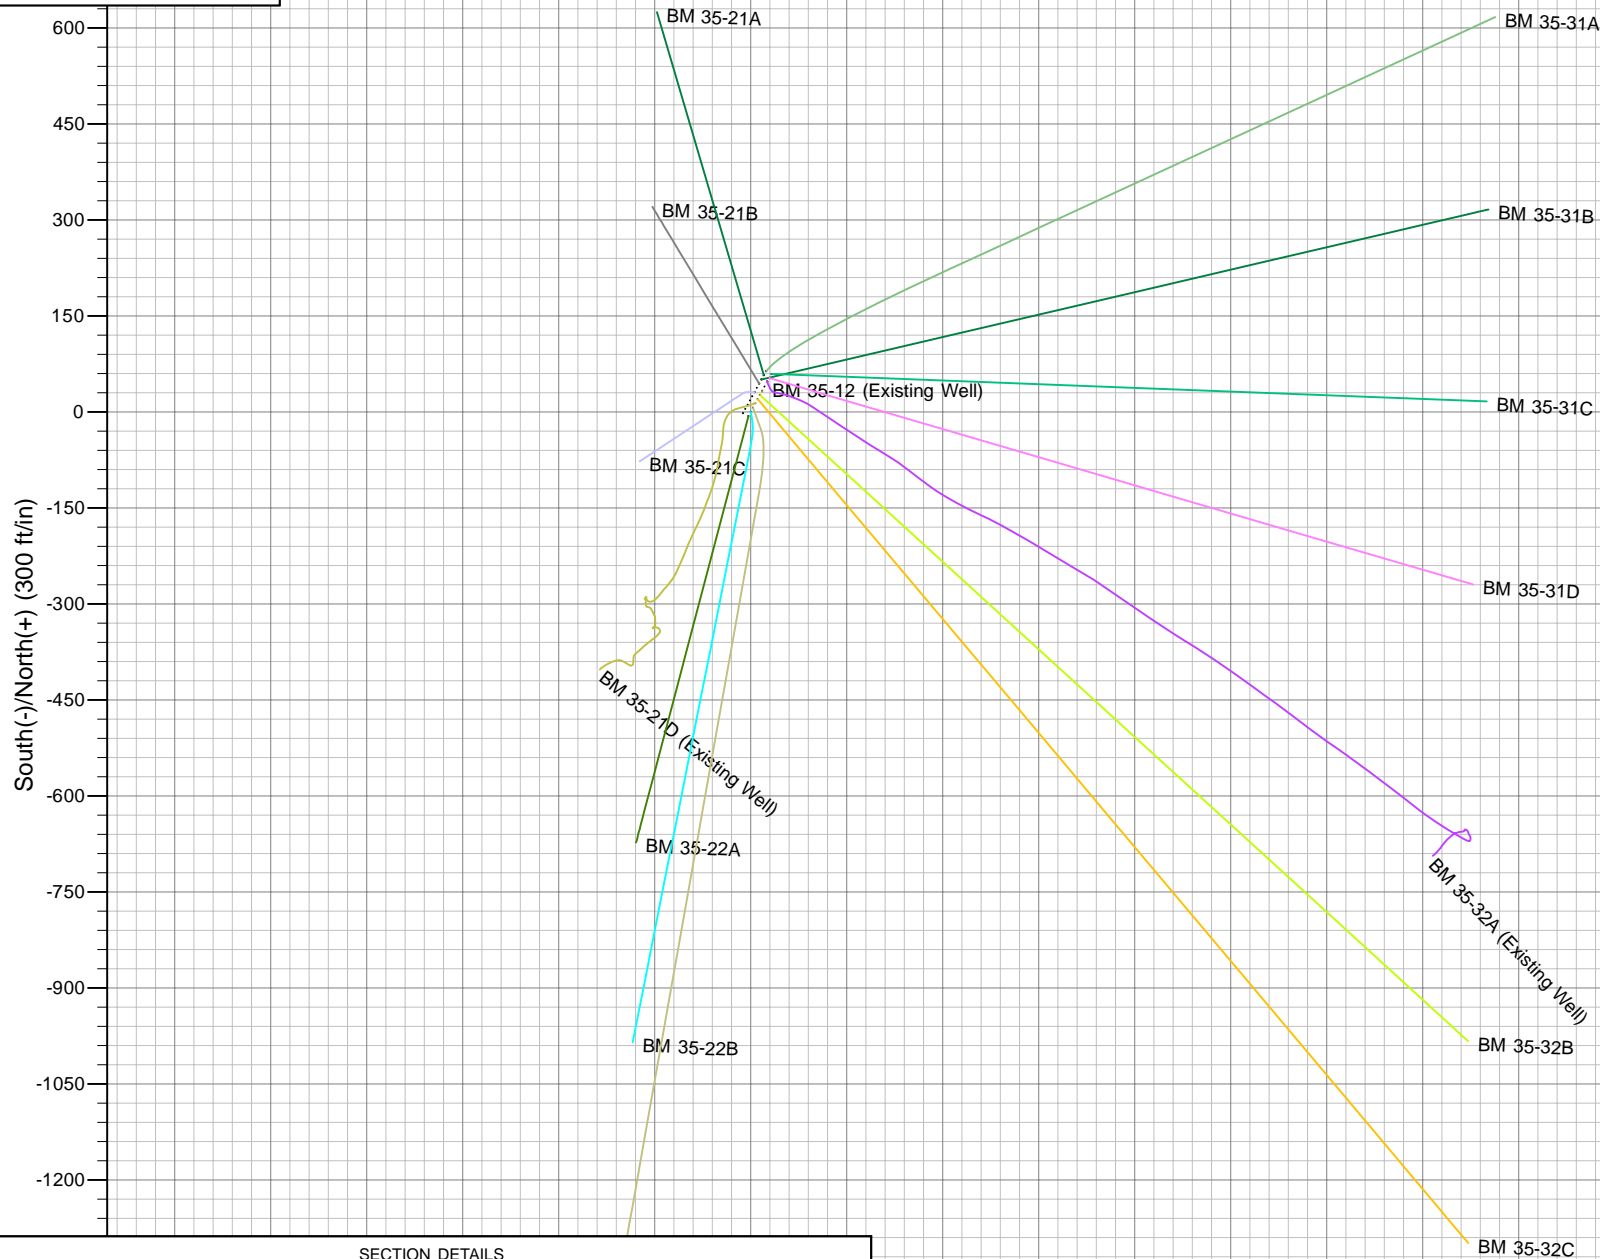 BM 35-21A
BM 35-31A
600
450
BM 35-21B
BM 35-31B
300
150
BM 35-12 (Existing Well)
BM 35-31C
0
BM 35-21C
-150
BM 35-31D
-300
South(-)/North(+) (300 ft/in)
-450
BM 35-21D (Existing Well)
-600
BM 35-22A
BM 35-32A (Existing Well)
-750
-900
BM 35-22B
BM 35-32B
-1050
-1200
BM 35-32C
SECTION DETAILS